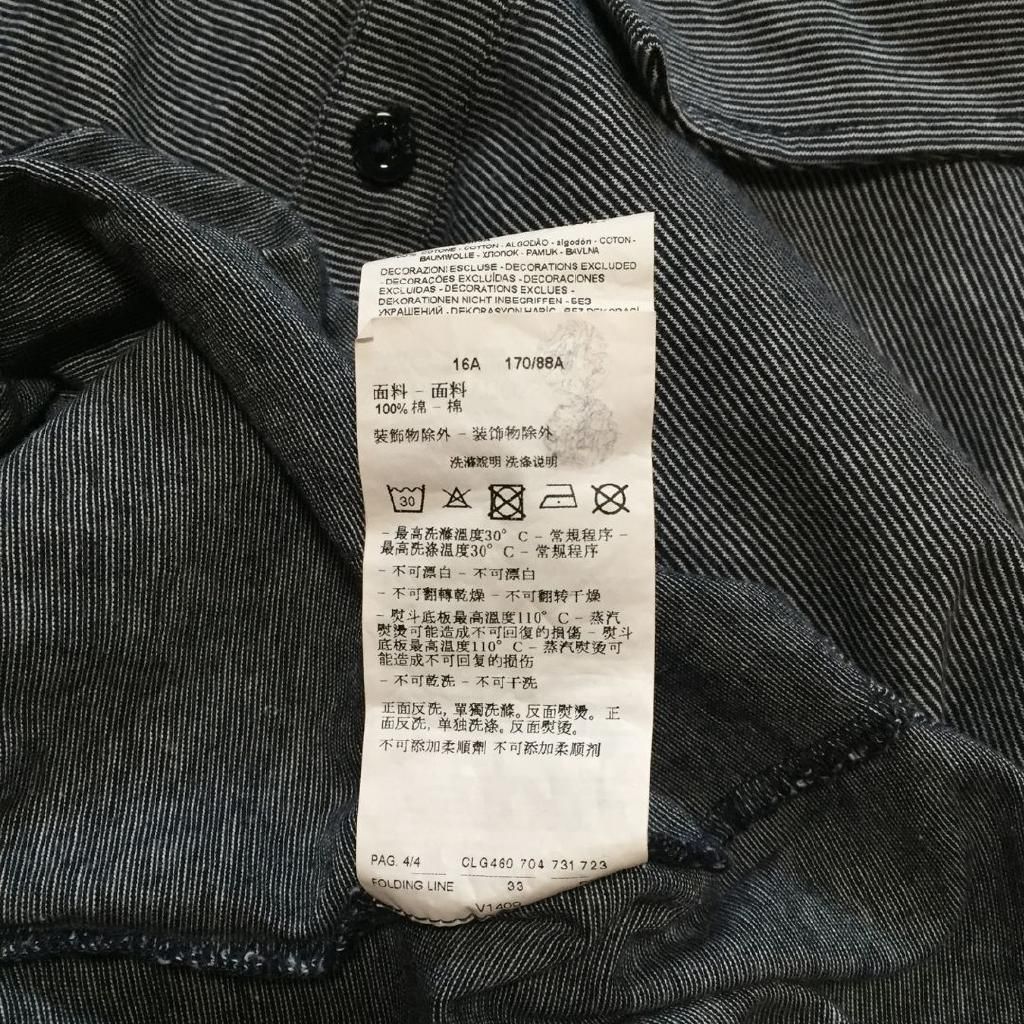 COTONE - COTTON - ALGODÃO - algodón - COTON -
BAUMWOLLE - ХЛОПОК - PAMUK - BAVLNA
DECORAZIONI ESCLUSE - DECORATIONS EXCLUDED
- DECORAÇÕES EXCLUÍDAS - DECORACIONES
EXCLUIDAS - DECORATIONS EXCLUES -
DEKORATIONEN NICHT INBEGRIFFEN - БЕЗ
УКРАШЕНИЙ - DEKORASYON HARİÇ - BEZ
16A 170/88A
面料 - 面料
100% 棉 - 棉
装飾物除外 - 装饰物除外
洗滌說明 洗涤说明
30
- 最高洗滌溫度30° C - 常規程序 -
最高洗涤温度30° C - 常规程序
- 不可漂白 - 不可漂白
- 不可翻轉乾燥 - 不可翻转干燥
- 熨斗底板最高溫度110° C - 蒸汽
熨燙可能造成不可回復的損傷 - 熨斗
底板最高温度110° C - 蒸汽熨烫可
能造成不可回复的损伤
- 不可乾洗 - 不可干洗
正面反洗, 單獨洗滌。反面熨燙。 正
面反洗, 单独洗涤。反面熨烫。
不可添加柔順劑 不可添加柔顺剂
PAG. 4/4 CLG460 704 731 723
FOLDING LINE 33
V1409